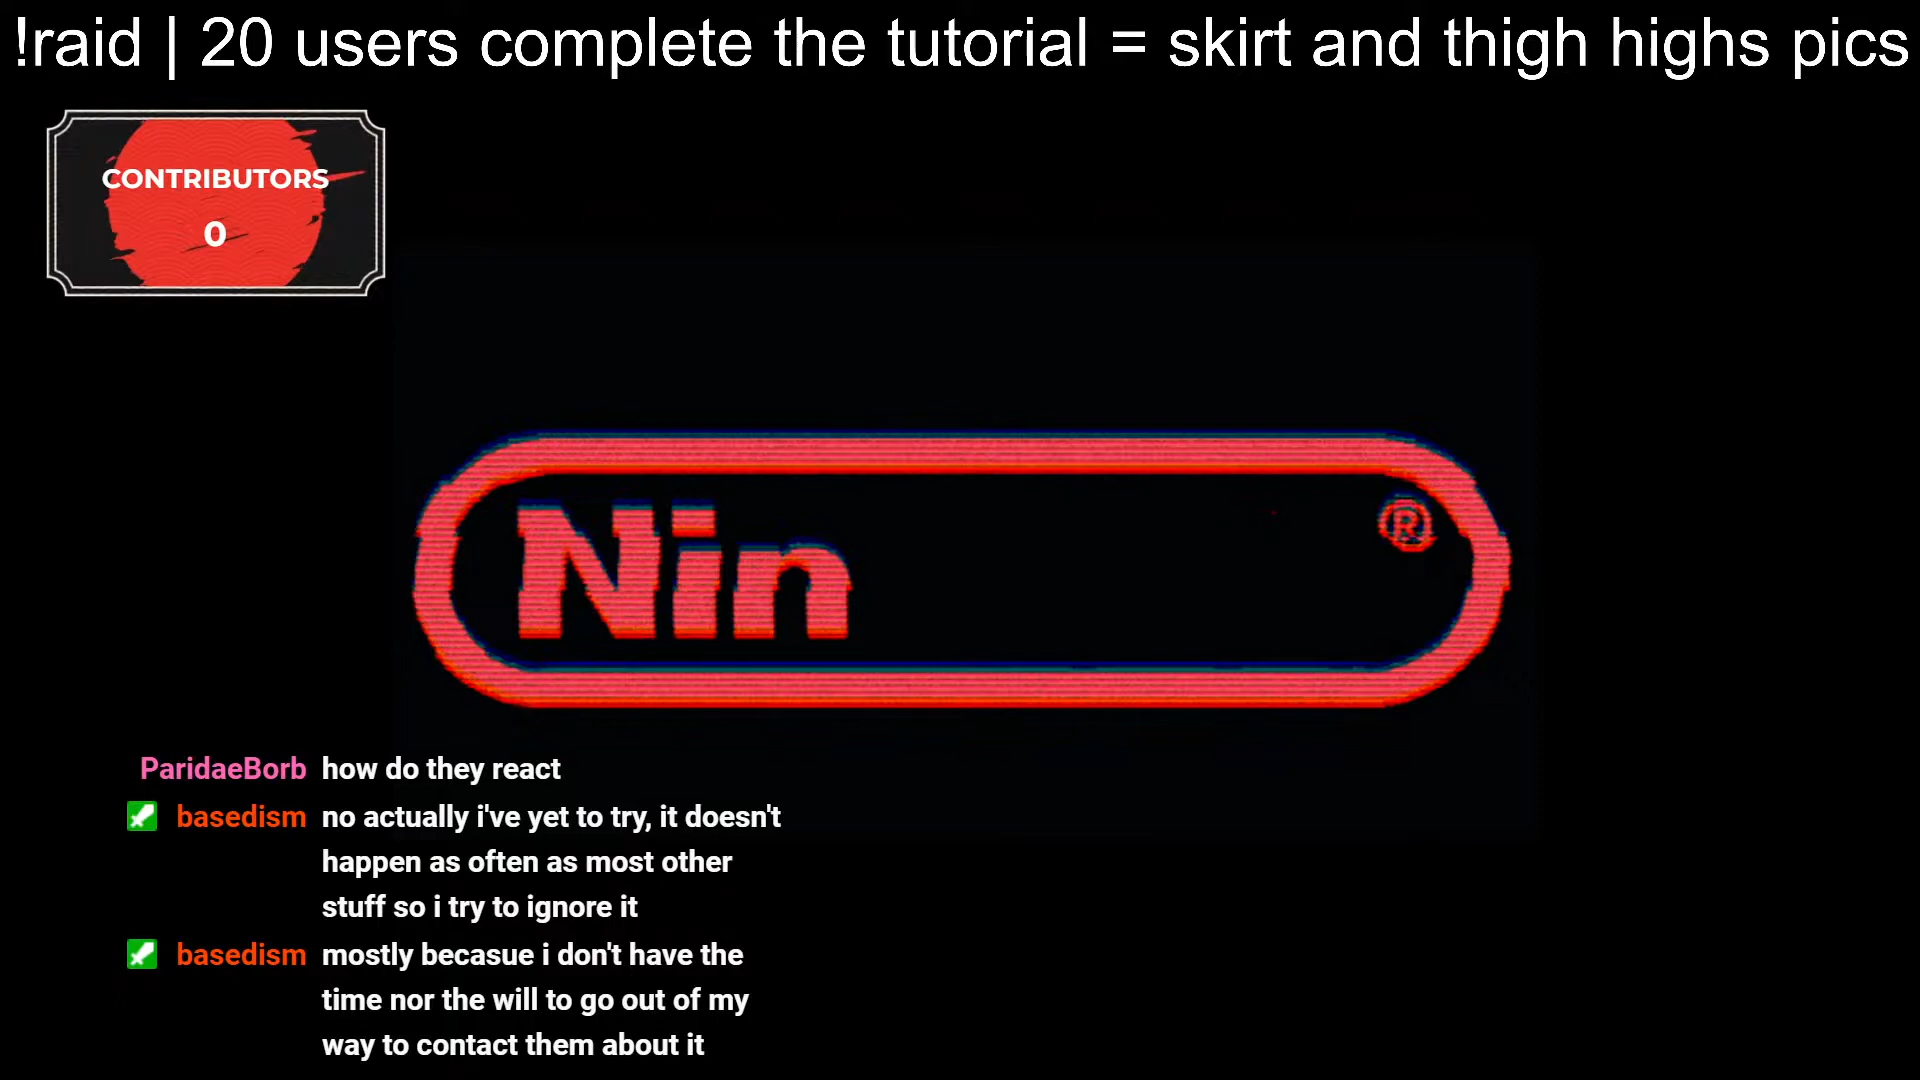 !raid | 20 users complete the tutorial = skirt and thigh highs pics
CONTRIBUTORS
0
Nin ®
ParidaeBorb how do they react
basedism no actually i've yet to try, it doesn't
happen as often as most other
stuff so i try to ignore it
basedism mostly becasue i don't have the
time nor the will to go out of my
way to contact them about it